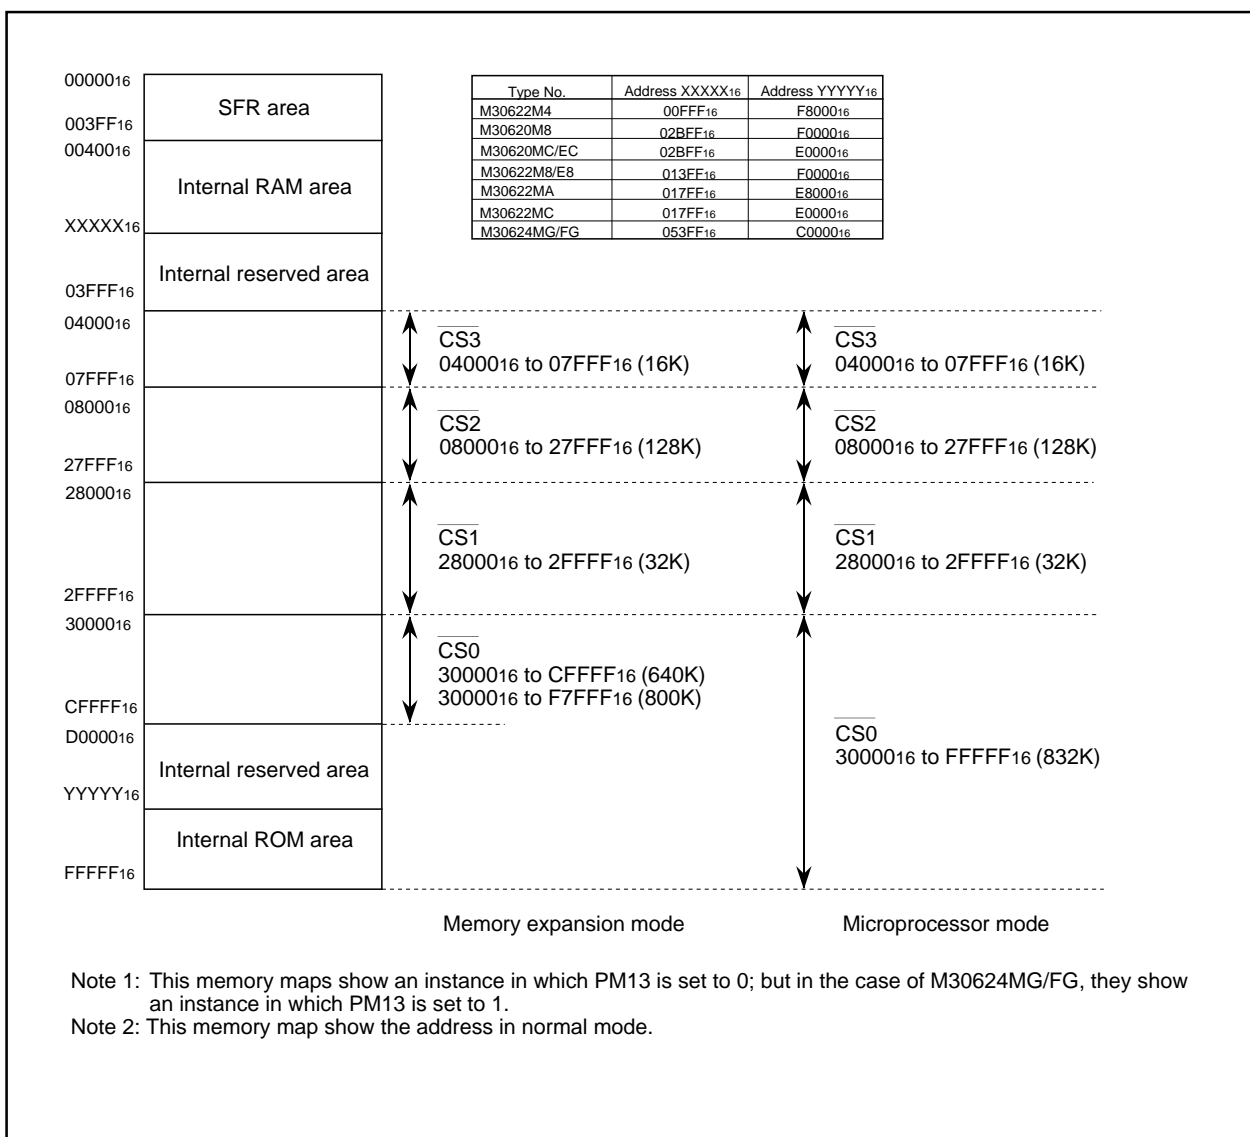 0000016
SFR area
003FF16
0040016
Internal RAM area
XXXXX16
Internal reserved area
03FFF16
0400016
07FFF16
0800016
27FFF16
2800016
2FFFF16
3000016
CFFFF16
D000016
Internal reserved area
YYYYY16
Internal ROM area
FFFFF16
Type No. Address XXXXX16 Address YYYYY16
M30622M4 00FFF16 F800016
M30620M8 02BFF16 F000016
M30620MC/EC 02BFF16 E000016
M30622M8/E8 013FF16 F000016
M30622MA 017FF16 E800016
M30622MC 017FF16 E000016
M30624MG/FG 053FF16 C000016
CS3
0400016 to 07FFF16 (16K)
CS2
0800016 to 27FFF16 (128K)
CS1
2800016 to 2FFFF16 (32K)
CS0
3000016 to CFFFF16 (640K)
3000016 to F7FFF16 (800K)
Memory expansion mode
CS3
0400016 to 07FFF16 (16K)
CS2
0800016 to 27FFF16 (128K)
CS1
2800016 to 2FFFF16 (32K)
CS0
3000016 to FFFFF16 (832K)
Microprocessor mode
Note 1: This memory maps show an instance in which PM13 is set to 0; but in the case of M30624MG/FG, they show
an instance in which PM13 is set to 1.
Note 2: This memory map show the address in normal mode.